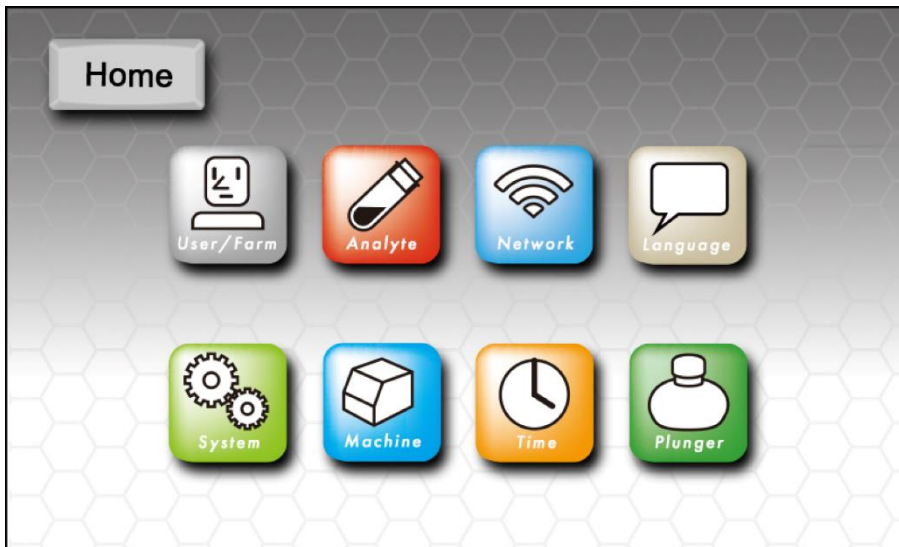 Home
User/Farm
Analyte
Network
Language
System
Machine
Time
Plunger